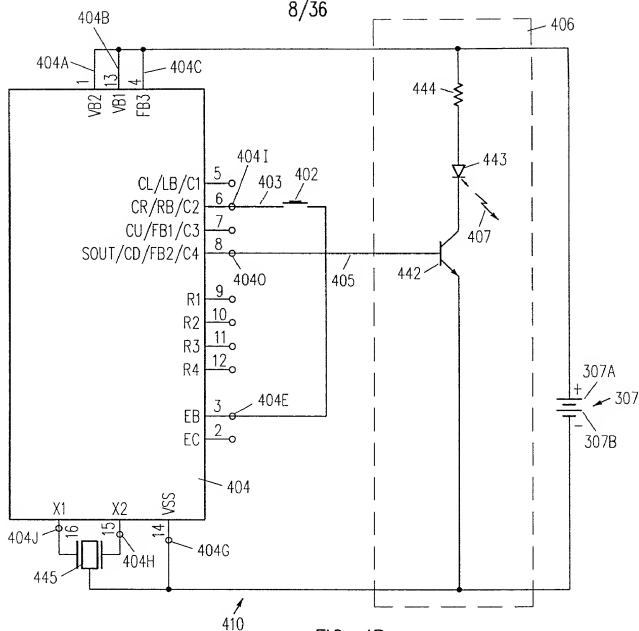 8/36
406
404B
404A
404C
1
13
4
VB2
VB1
FB3
444
443
407
404I
CL/LB/C1
5
403
402
CR/RB/C2
6
CU/FB1/C3
7
SOUT/CD/FB2/C4
8
404O
405
442
R1
9
R2
10
R3
11
R4
12
307A
+
307
-
307B
EB
3
404E
EC
2
404
X1
X2
VSS
16
15
14
404J
404H
404G
445
410